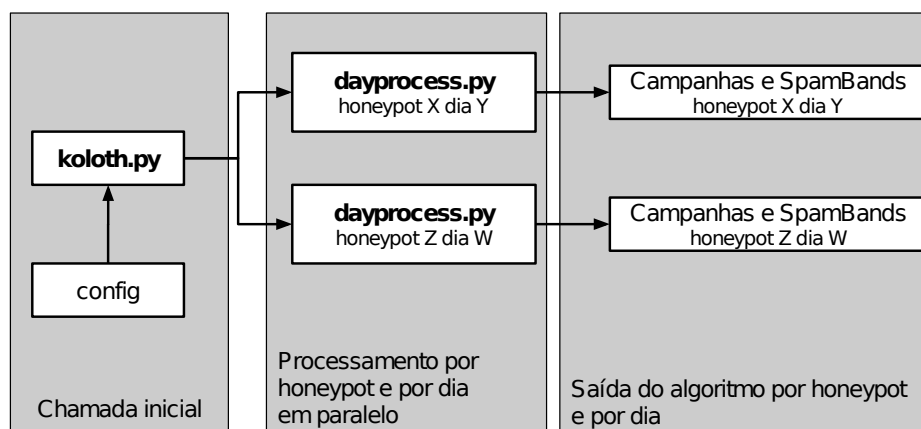 koloth.py
config
Chamada inicial
dayprocess.py
honeypot X dia Y
dayprocess.py
honeypot Z dia W
Processamento por
honeypot e por dia
em paralelo
Campanhas e SpamBands
honeypot X dia Y
Campanhas e SpamBands
honeypot Z dia W
Saída do algoritmo por honeypot
e por dia